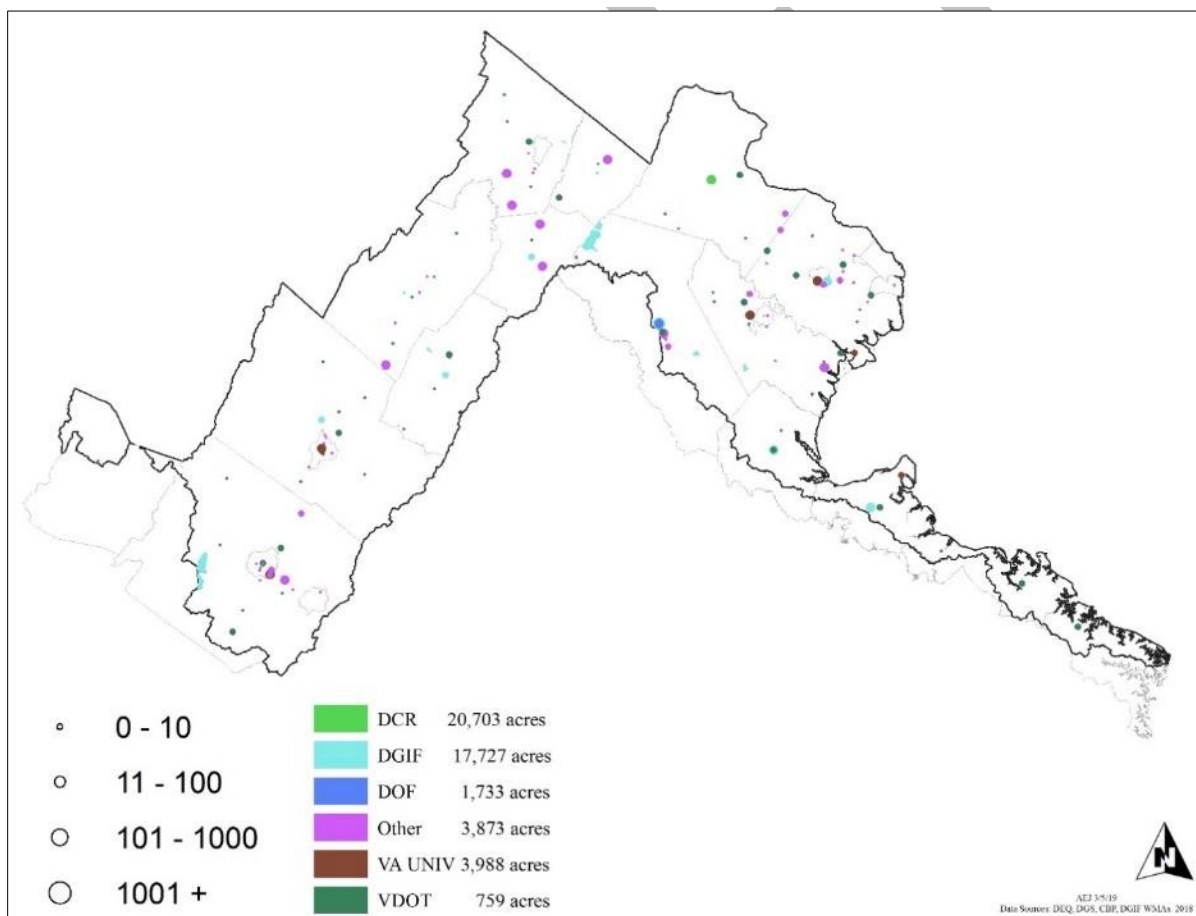 0 - 10
11 - 100
101 - 1000
1001 +
DCR 20,703 acres
DGIF 17,727 acres
DOF 1,733 acres
Other 3,873 acres
VA UNIV 3,988 acres
VDOT 759 acres
N
AEJ 3/5/19
Data Sources: DEQ, DGS, CBP, DGIF WMAs, 2018